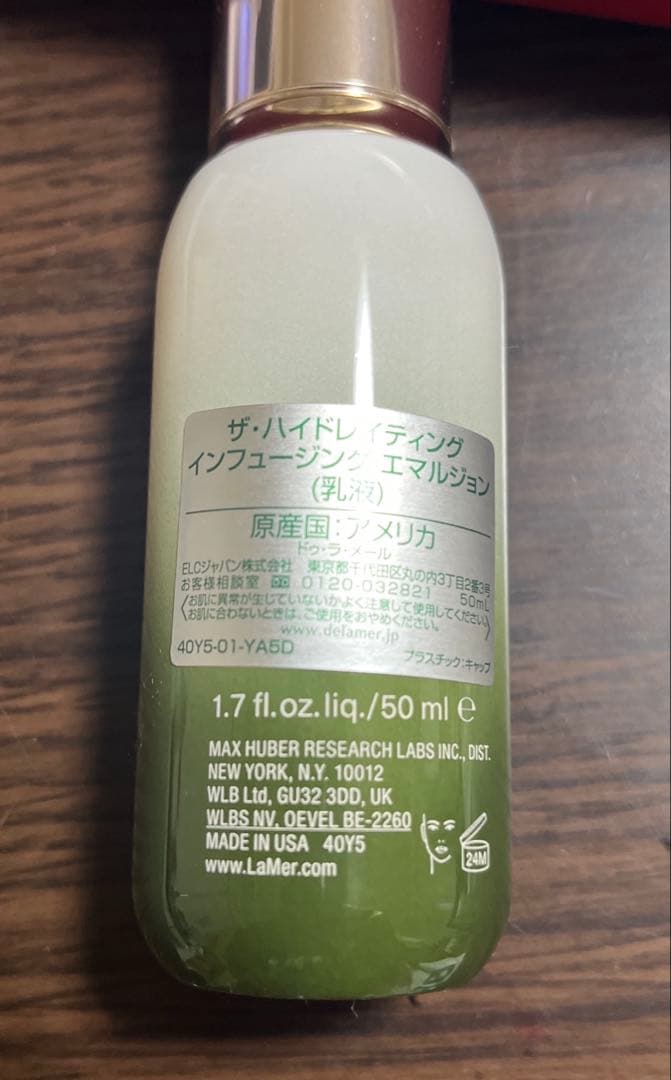 ザ・ハイドレイティング
インフュージング エマルジョン
(乳液)
原産国:アメリカ
ドゥ・ラ・メール
ELCジャパン株式会社 東京都千代田区丸の内3丁目2番3号
お客様相談室 0120-032821 50mL
お肌に異常が生じていないかよく注意して使用してください。
お肌に合わないときは、ご使用をおやめください。
www.delamer.jp
40Y5-01-YA5D プラスチック:キャップ
1.7 fl.oz.liq./50 ml ℮
MAX HUBER RESEARCH LABS INC., DIST.
NEW YORK, N.Y. 10012
WLB Ltd, GU32 3DD, UK
WLBS NV. OEVEL BE-2260
MADE IN USA 40Y5
www.LaMer.com
24M